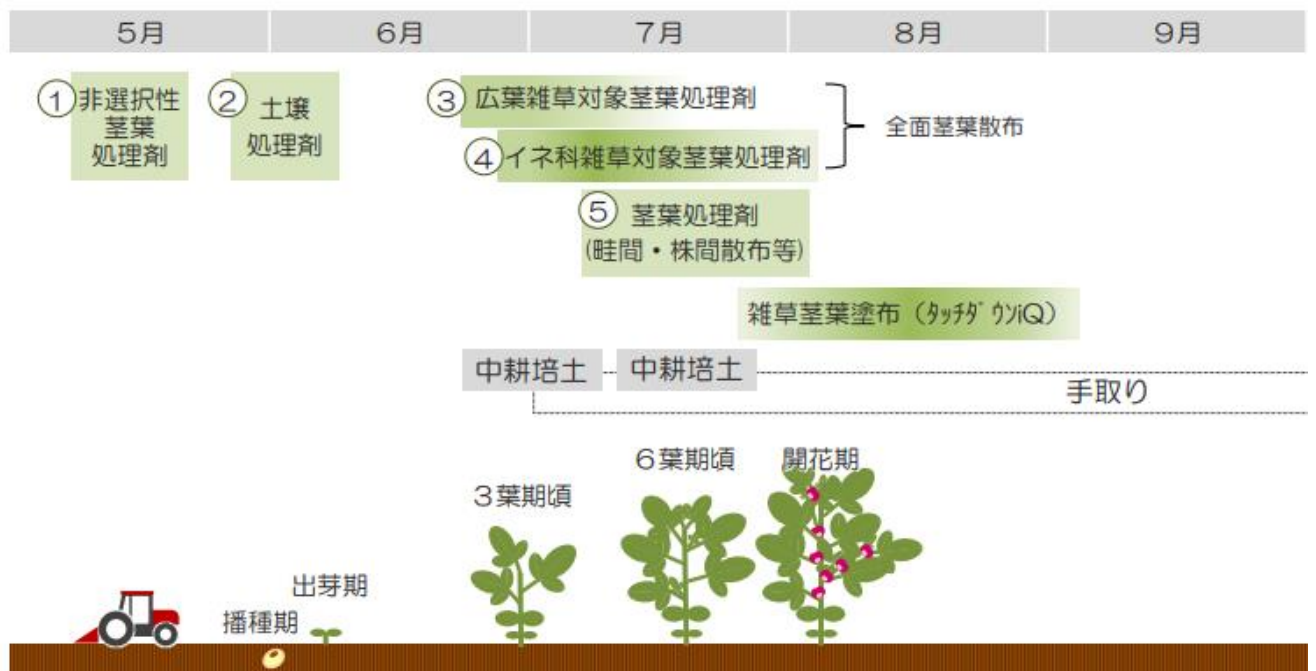 5月 6月 7月 8月 9月
① 非選択性
茎葉
処理剤
② 土壌
処理剤
③ 広葉雑草対象茎葉処理剤
④ イネ科雑草対象茎葉処理剤
全面茎葉散布
⑤ 茎葉処理剤
(畦間・株間散布等)
雑草茎葉塗布（ﾀｯﾁﾀﾞｳﾝiQ）
中耕培土 中耕培土
手取り
6葉期頃 開花期
3葉期頃
出芽期
播種期